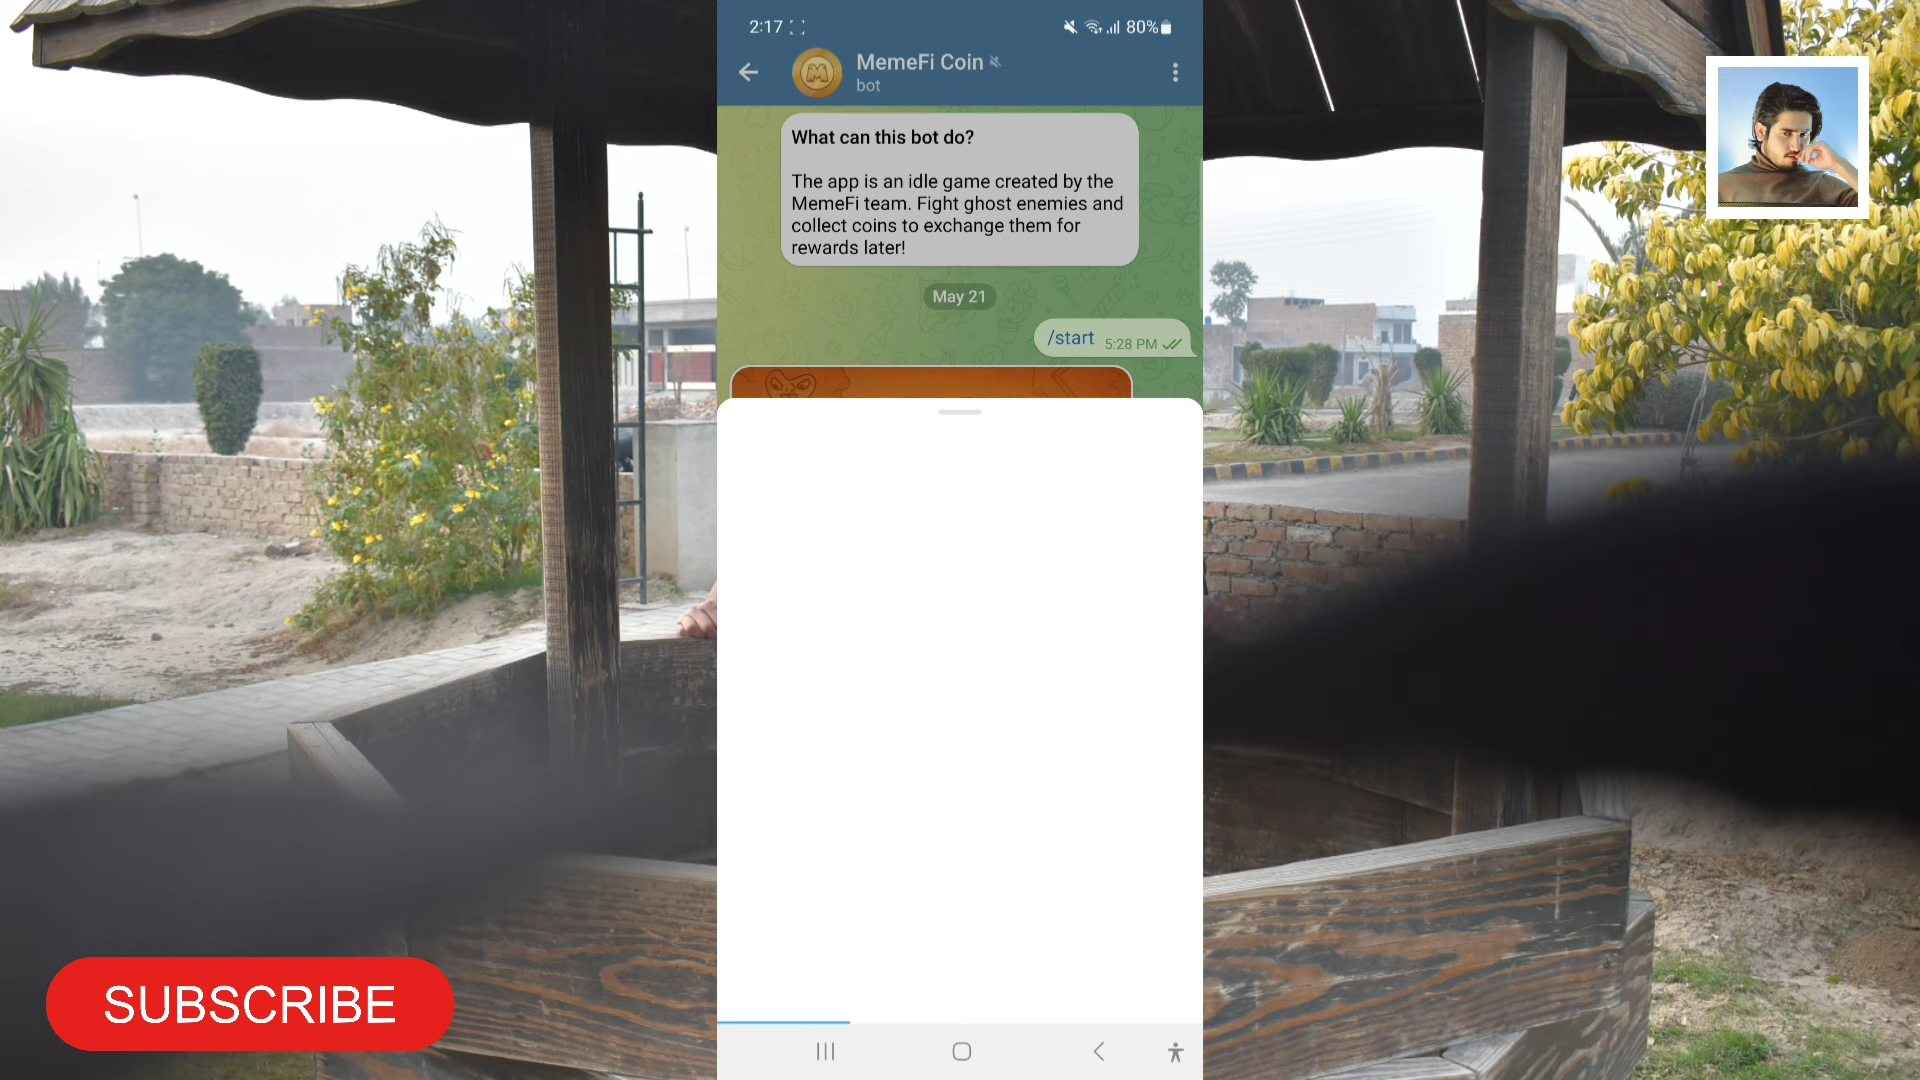 2:17
80%
MemeFi Coin
bot
What can this bot do?
The app is an idle game created by the
MemeFi team. Fight ghost enemies and
collect coins to exchange them for
rewards later!
May 21
/start 5:28 PM
SUBSCRIBE